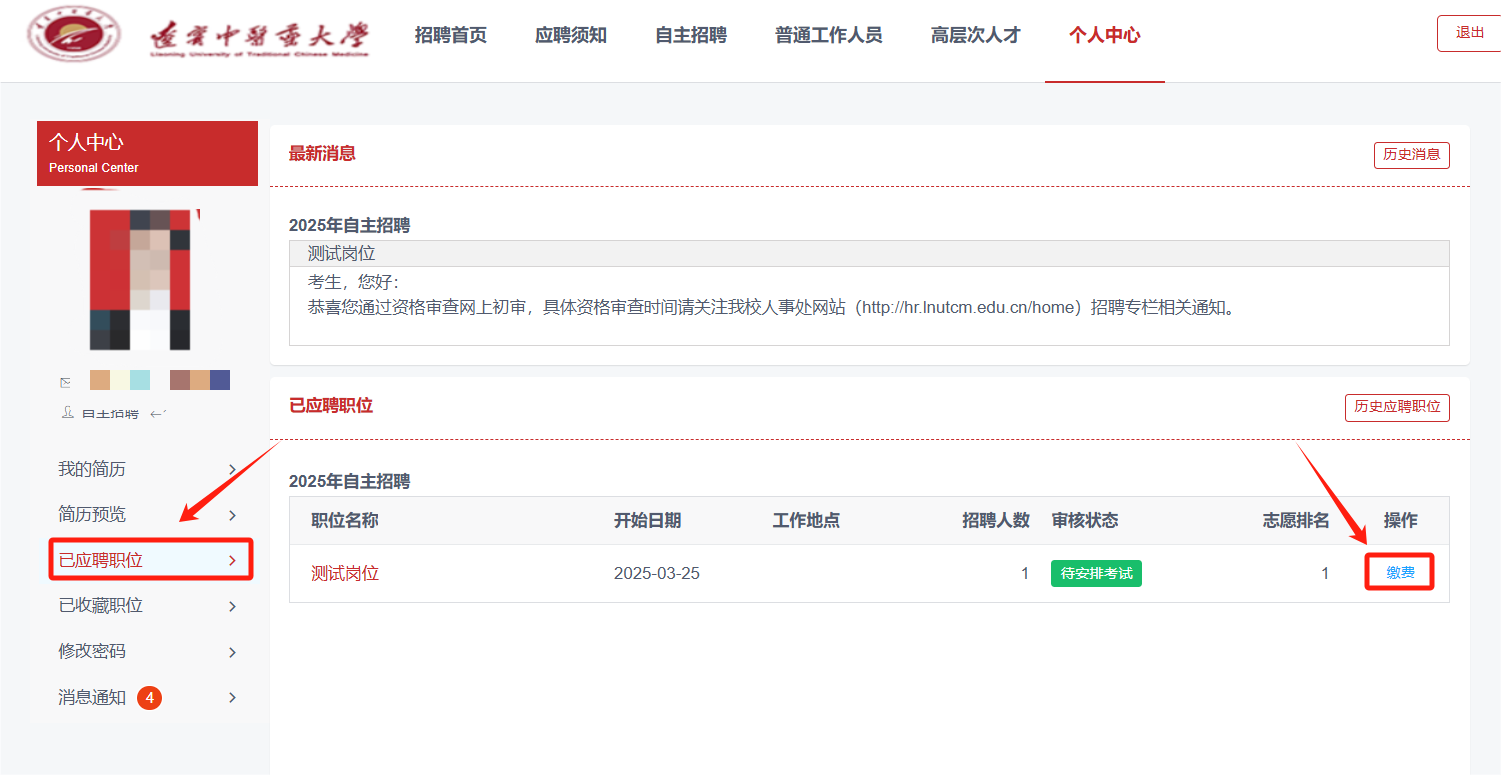 遼寧中醫藥大學
Liaoning University of Traditional Chinese Medicine
招聘首页 应聘须知 自主招聘 普通工作人员 高层次人才 个人中心
退出
个人中心
Personal Center
自主招聘
我的简历
简历预览
已应聘职位
已收藏职位
修改密码
消息通知 4
最新消息
历史消息
2025年自主招聘
测试岗位
考生，您好：
恭喜您通过资格审查网上初审，具体资格审查时间请关注我校人事处网站（http://hr.lnutcm.edu.cn/home）招聘专栏相关通知。
已应聘职位
历史应聘职位
2025年自主招聘
职位名称 开始日期 工作地点 招聘人数 审核状态 志愿排名 操作
测试岗位 2025-03-25 1 待安排考试 1 缴费